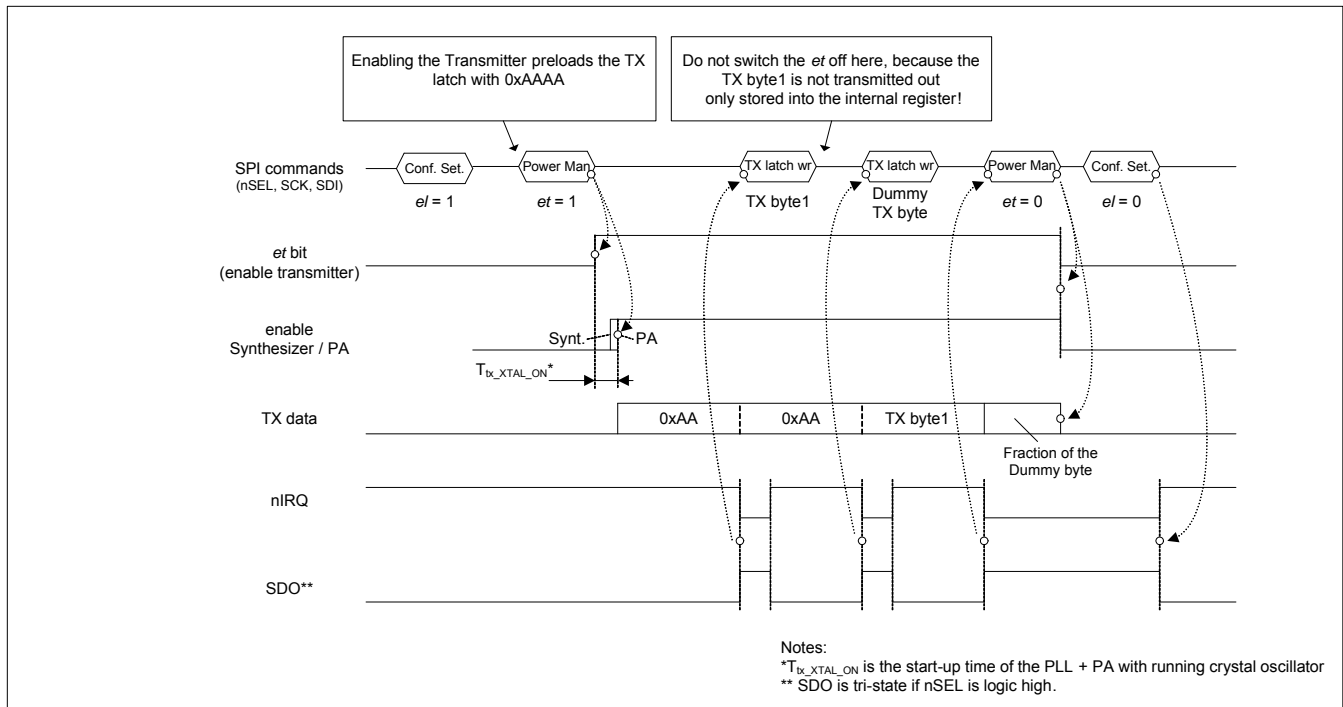 Enabling the Transmitter preloads the TX
latch with 0xAAAA
Do not switch the et off here, because the
TX byte1 is not transmitted out
only stored into the internal register!
SPI commands
(nSEL, SCK, SDI)
Conf. Set.
Power Man
TX latch wr
TX latch wr
Power Man
Conf. Set.
el = 1
et = 1
TX byte1
Dummy
TX byte
et = 0
el = 0
et bit
(enable transmitter)
enable
Synthesizer / PA
Synt.
PA
Ttx_XTAL_ON*
TX data
0xAA
0xAA
TX byte1
Fraction of the
Dummy byte
nIRQ
SDO**
Notes:
*Ttx_XTAL_ON is the start-up time of the PLL + PA with running crystal oscillator
** SDO is tri-state if nSEL is logic high.